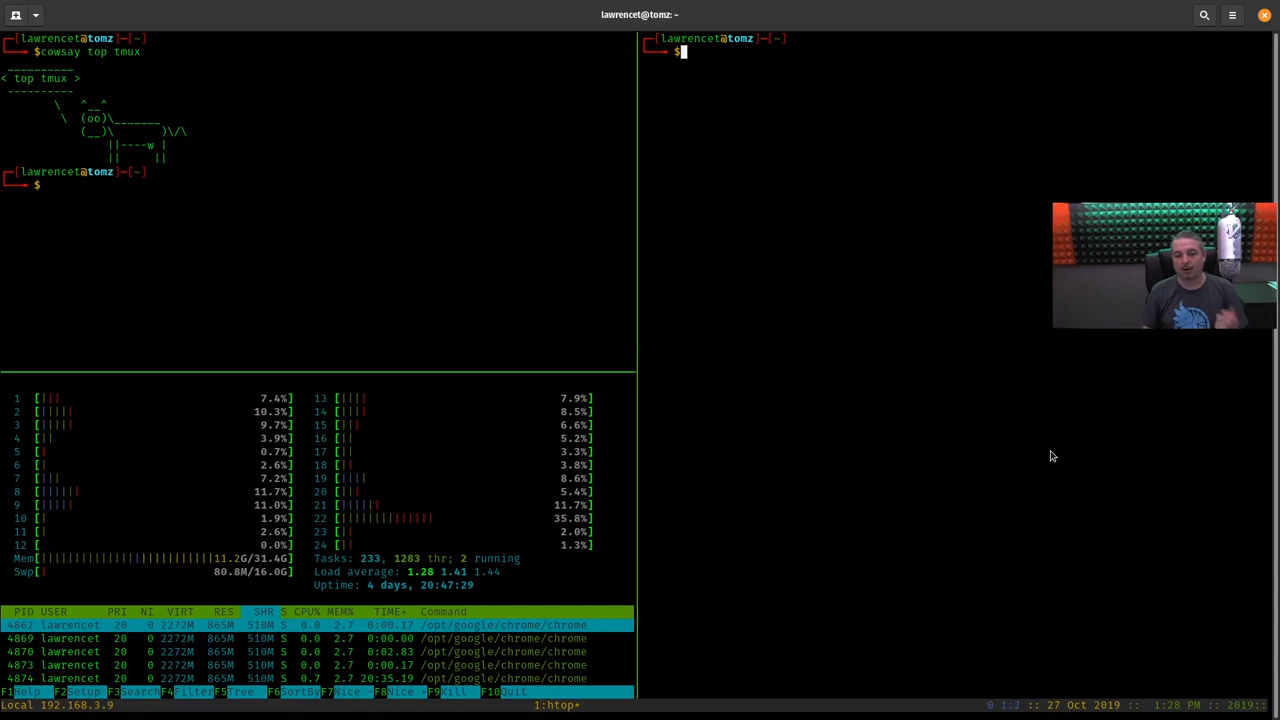 lawrencet@tomz: ~
┌─[lawrencet@tomz]─[~]
└──╼ $cowsay top tmux
 __________
< top tmux >
 ----------
        \   ^__^
         \  (oo)\_______
            (__)\       )\/\
                ||----w |
                ||     ||
┌─[lawrencet@tomz]─[~]
└──╼ $
┌─[lawrencet@tomz]─[~]
└──╼ $
1 [||| 7.4%] 13 [|||| 7.9%]
2 [||||| 10.3%] 14 [|||| 8.5%]
3 [||||| 9.7%] 15 [||| 6.6%]
4 [|| 3.9%] 16 [|| 5.2%]
5 [| 0.7%] 17 [|| 3.3%]
6 [| 2.6%] 18 [|| 3.8%]
7 [||| 7.2%] 19 [|||| 8.6%]
8 [|||||| 11.7%] 20 [||| 5.4%]
9 [||||| 11.0%] 21 [|||||| 11.7%]
10 [| 1.9%] 22 [|||||||||||||| 35.8%]
11 [| 2.6%] 23 [|| 2.0%]
12 [ 0.0%] 24 [|| 1.3%]
Mem[||||||||||||||||||||||||||11.2G/31.4G] Tasks: 233, 1283 thr; 2 running
Swp[| 80.8M/16.0G] Load average: 1.28 1.41 1.44
Uptime: 4 days, 20:47:29
PID USER PRI NI VIRT RES SHR S CPU% MEM% TIME+ Command
4862 lawrencet 20 0 2272M 865M 510M S 0.0 2.7 0:00.17 /opt/google/chrome/chrome
4869 lawrencet 20 0 2272M 865M 510M S 0.0 2.7 0:00.00 /opt/google/chrome/chrome
4870 lawrencet 20 0 2272M 865M 510M S 0.0 2.7 0:02.83 /opt/google/chrome/chrome
4873 lawrencet 20 0 2272M 865M 510M S 0.0 2.7 0:00.17 /opt/google/chrome/chrome
4874 lawrencet 20 0 2272M 865M 510M S 0.7 2.7 20:35.19 /opt/google/chrome/chrome
F1Help F2Setup F3SearchF4FilterF5Tree F6SortByF7Nice -F8Nice +F9Kill F10Quit
Local 192.168.3.9 1:htop* 0 1:2 :: 27 Oct 2019 :: 1:28 PM :: 2019::